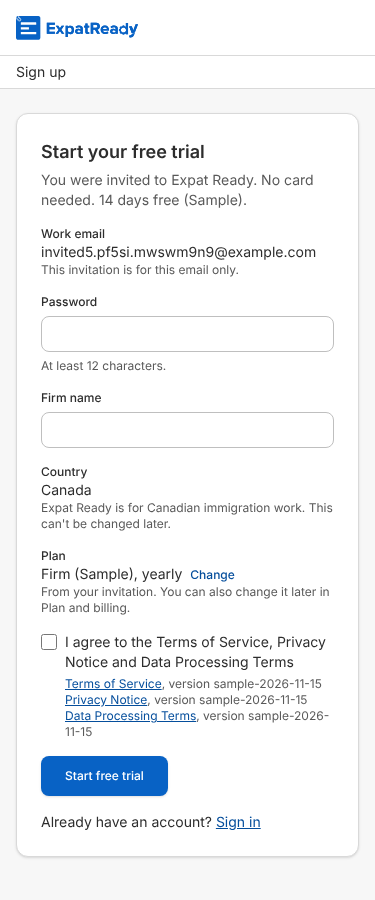 ExpatReady
Sign up
Start your free trial
You were invited to Expat Ready. No card
needed. 14 days free (Sample).
Work email
invited5.pf5si.mwswm9n9@example.com
This invitation is for this email only.
Password
At least 12 characters.
Firm name
Country
Canada
Expat Ready is for Canadian immigration work. This
can't be changed later.
Plan
Firm (Sample), yearly Change
From your invitation. You can also change it later in
Plan and billing.
I agree to the Terms of Service, Privacy
Notice and Data Processing Terms
Terms of Service, version sample-2026-11-15
Privacy Notice, version sample-2026-11-15
Data Processing Terms, version sample-2026-
11-15
Start free trial
Already have an account? Sign in